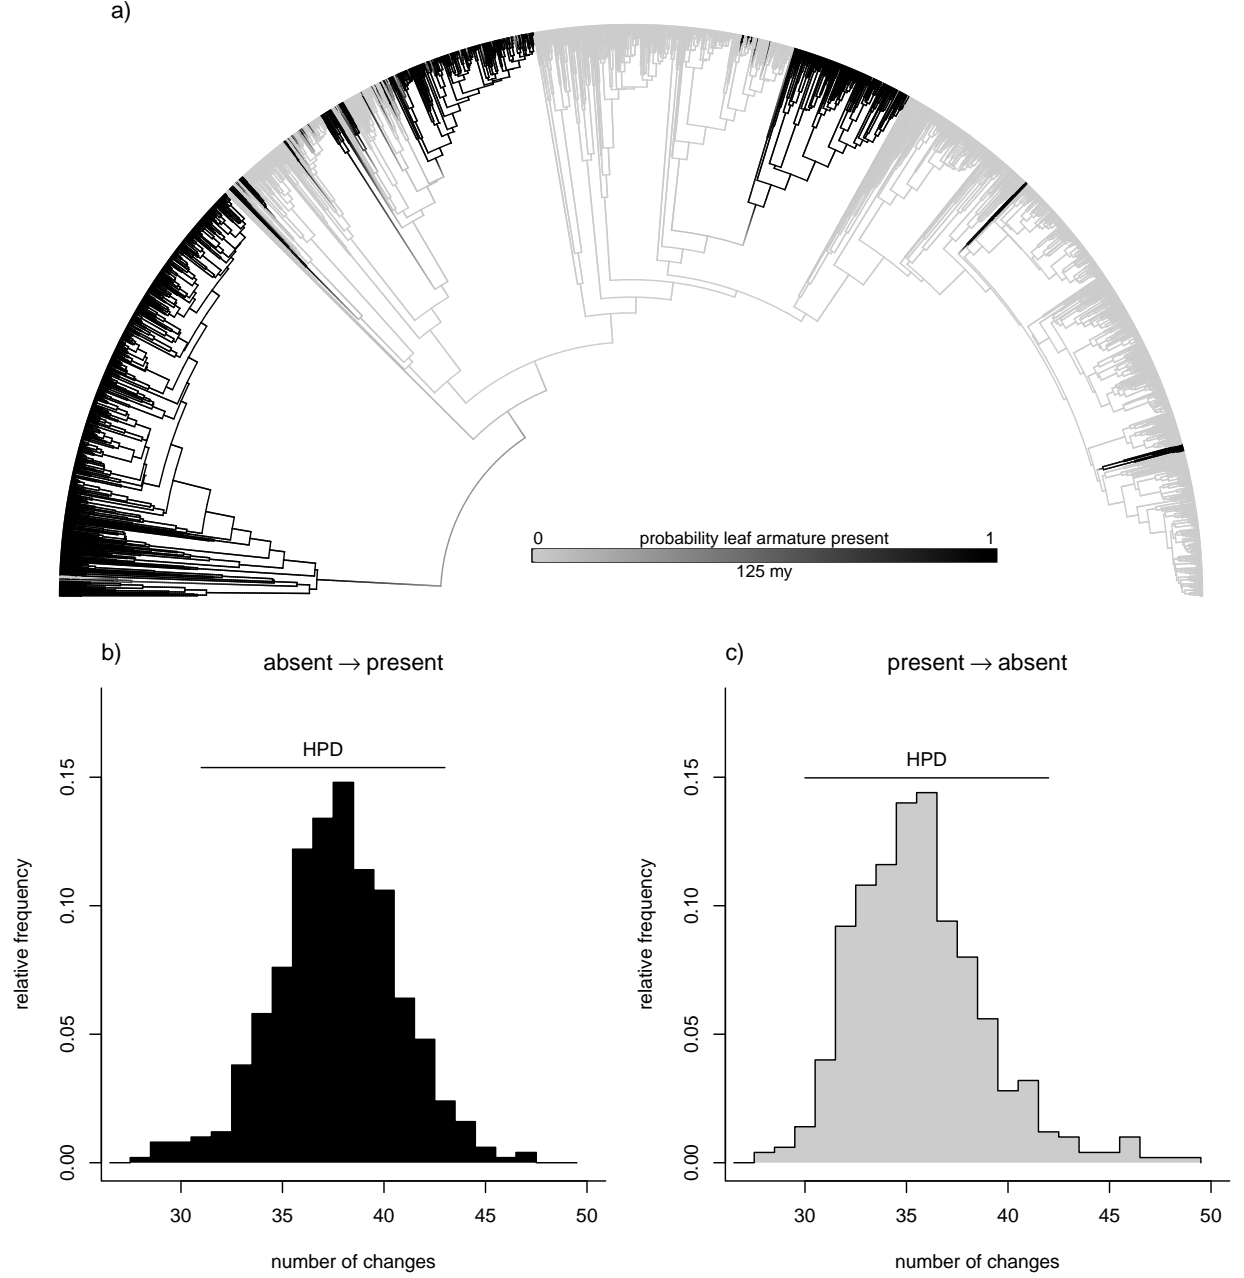 a)
0 probability leaf armature present 1
125 my
b)
absent → present
HPD
relative frequency
0.00 0.05 0.10 0.15
30 35 40 45 50
number of changes
c)
present → absent
HPD
relative frequency
0.00 0.05 0.10 0.15
30 35 40 45 50
number of changes